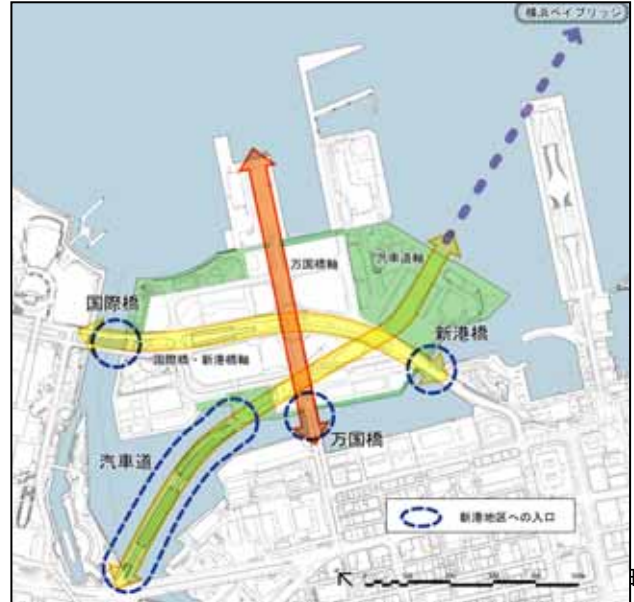 横浜ベイブリッジ
万国橋軸
汽車道軸
国際橋
新港橋
国際橋・新港橋軸
万国橋
汽車道
新港地区への入口